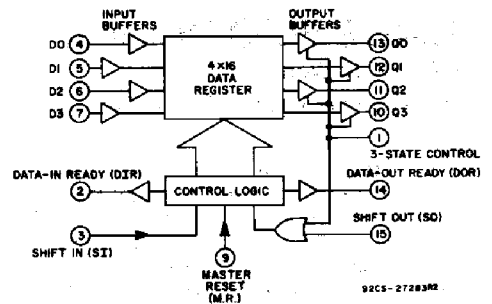 INPUT BUFFERS
OUTPUT BUFFERS
D0 4
13 Q0
4×16 DATA REGISTER
D1 5
12 Q1
D2 6
11 Q2
D3 7
10 Q3
1
3-STATE CONTROL
DATA-IN READY (DIR)
DATA-OUT READY (DOR)
2
CONTROL LOGIC
14
SHIFT OUT (SO)
3
15
SHIFT IN (SI)
9
MASTER RESET (M.R.)
92CS-27283R2